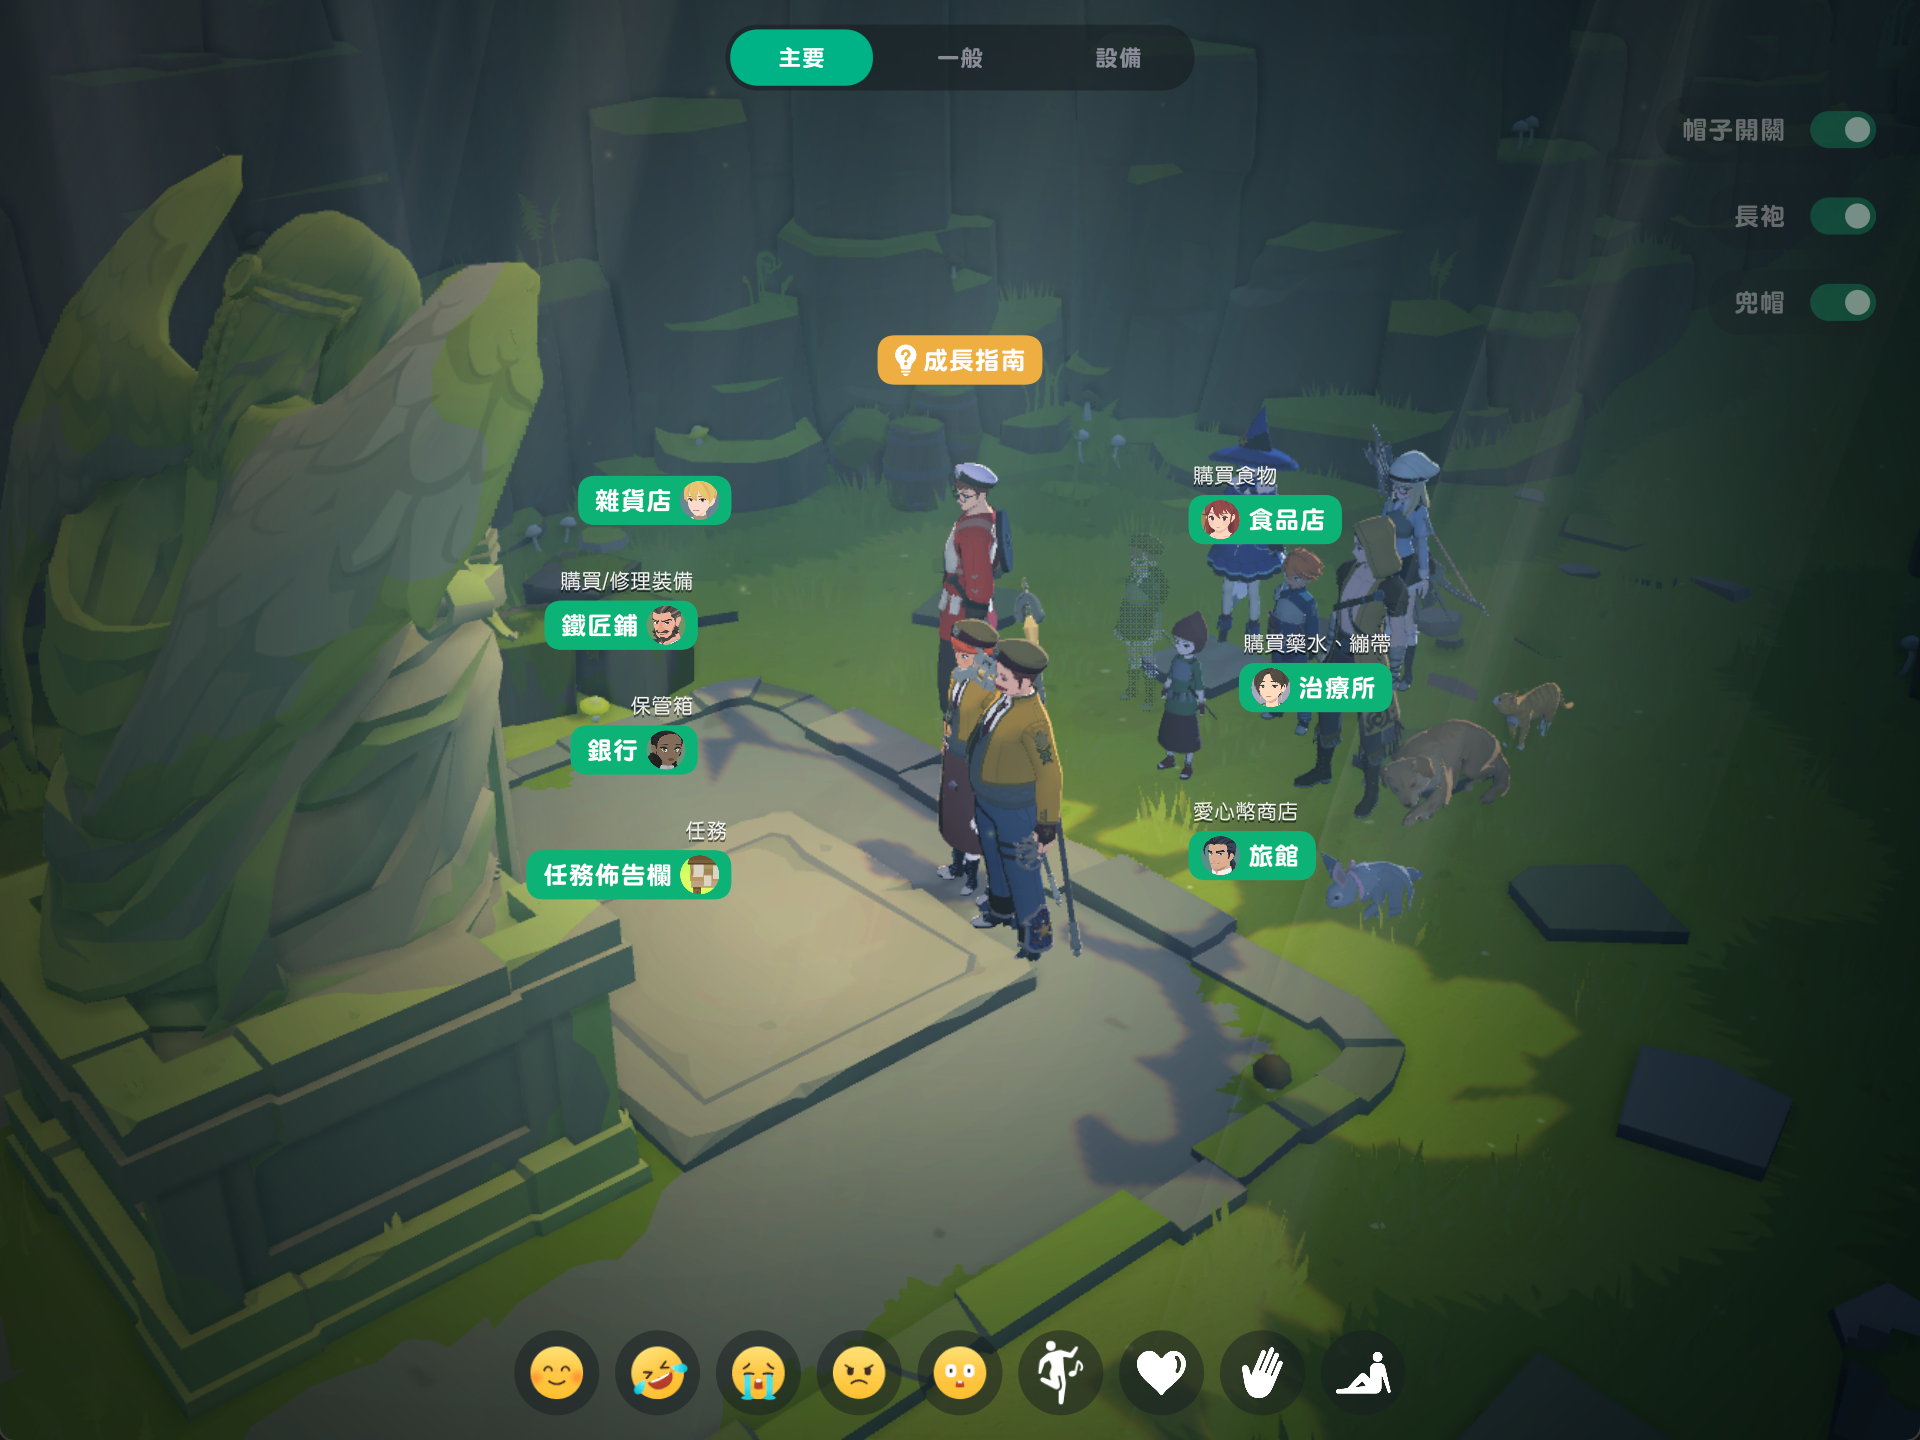 主要
一般
設備
帽子開關
長袍
兜帽
成長指南
雜貨店
購買/修理裝備
鐵匠鋪
保管箱
銀行
任務
任務佈告欄
購買食物
食品店
購買藥水、繃帶
治療所
愛心幣商店
旅館